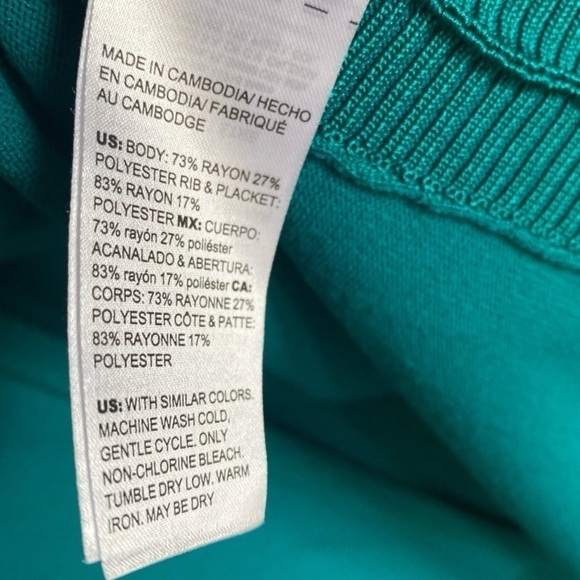 MADE IN CAMBODIA/ HECHO
EN CAMBODIA/ FABRIQUÉ
AU CAMBODGE
US: BODY: 73% RAYON 27%
POLYESTER RIB & PLACKET:
83% RAYON 17%
POLYESTER MX: CUERPO:
73% rayón 27% poliéster
ACANALADO & ABERTURA:
83% rayón 17% poliéster CA:
CORPS: 73% RAYONNE 27%
POLYESTER CÔTE & PATTE:
83% RAYONNE 17%
POLYESTER
US: WITH SIMILAR COLORS.
MACHINE WASH COLD,
GENTLE CYCLE. ONLY
NON-CHLORINE BLEACH.
TUMBLE DRY LOW. WARM
IRON. MAY BE DRY